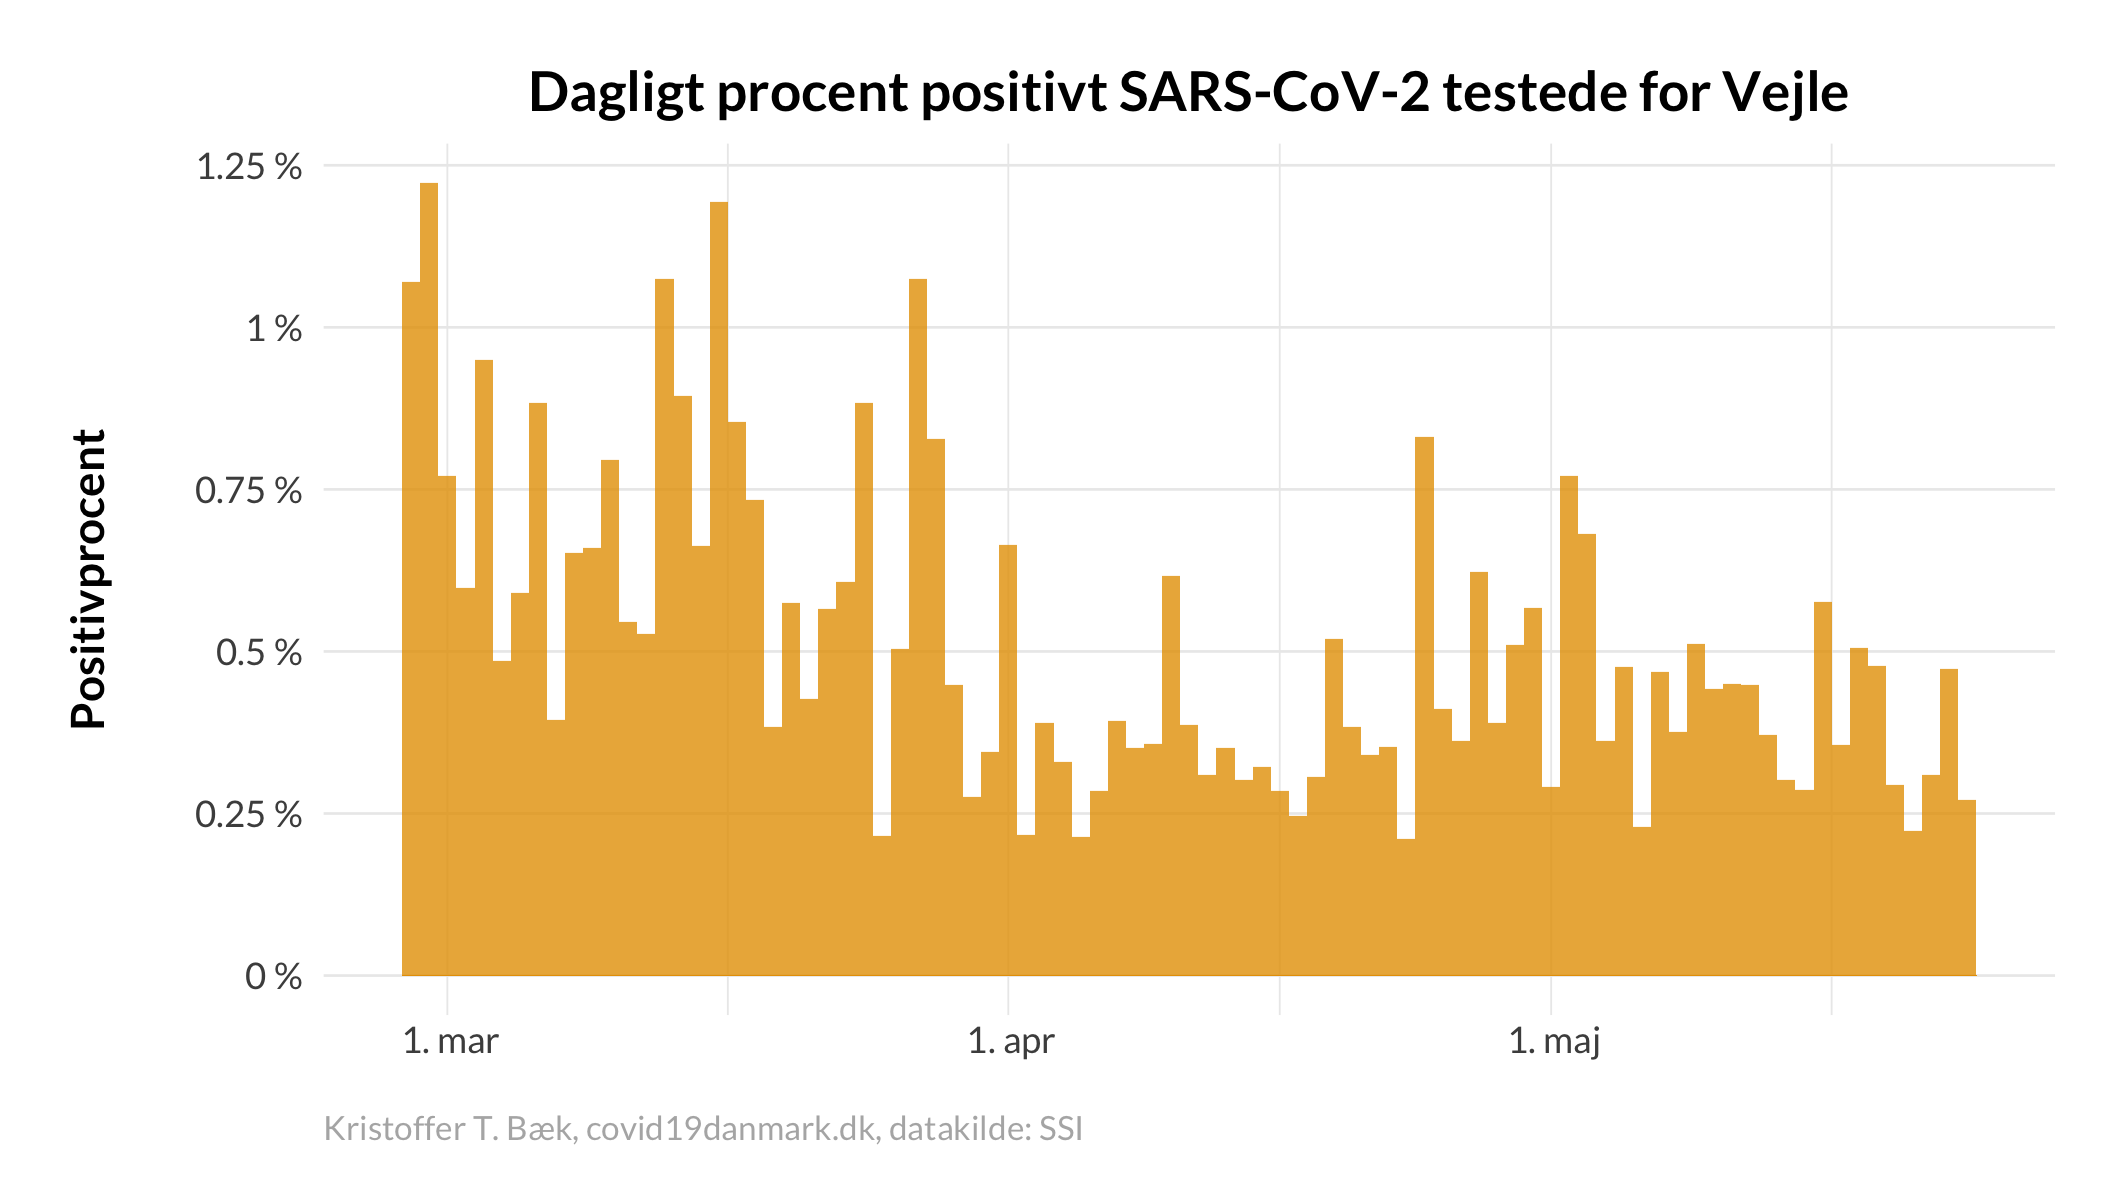 Dagligt procent positivt SARS-CoV-2 testede for Vejle
Positivprocent
1.25 %
1 %
0.75 %
0.5 %
0.25 %
0 %
1. mar
1. apr
1. maj
Kristoffer T. Bæk, covid19danmark.dk, datakilde: SSI